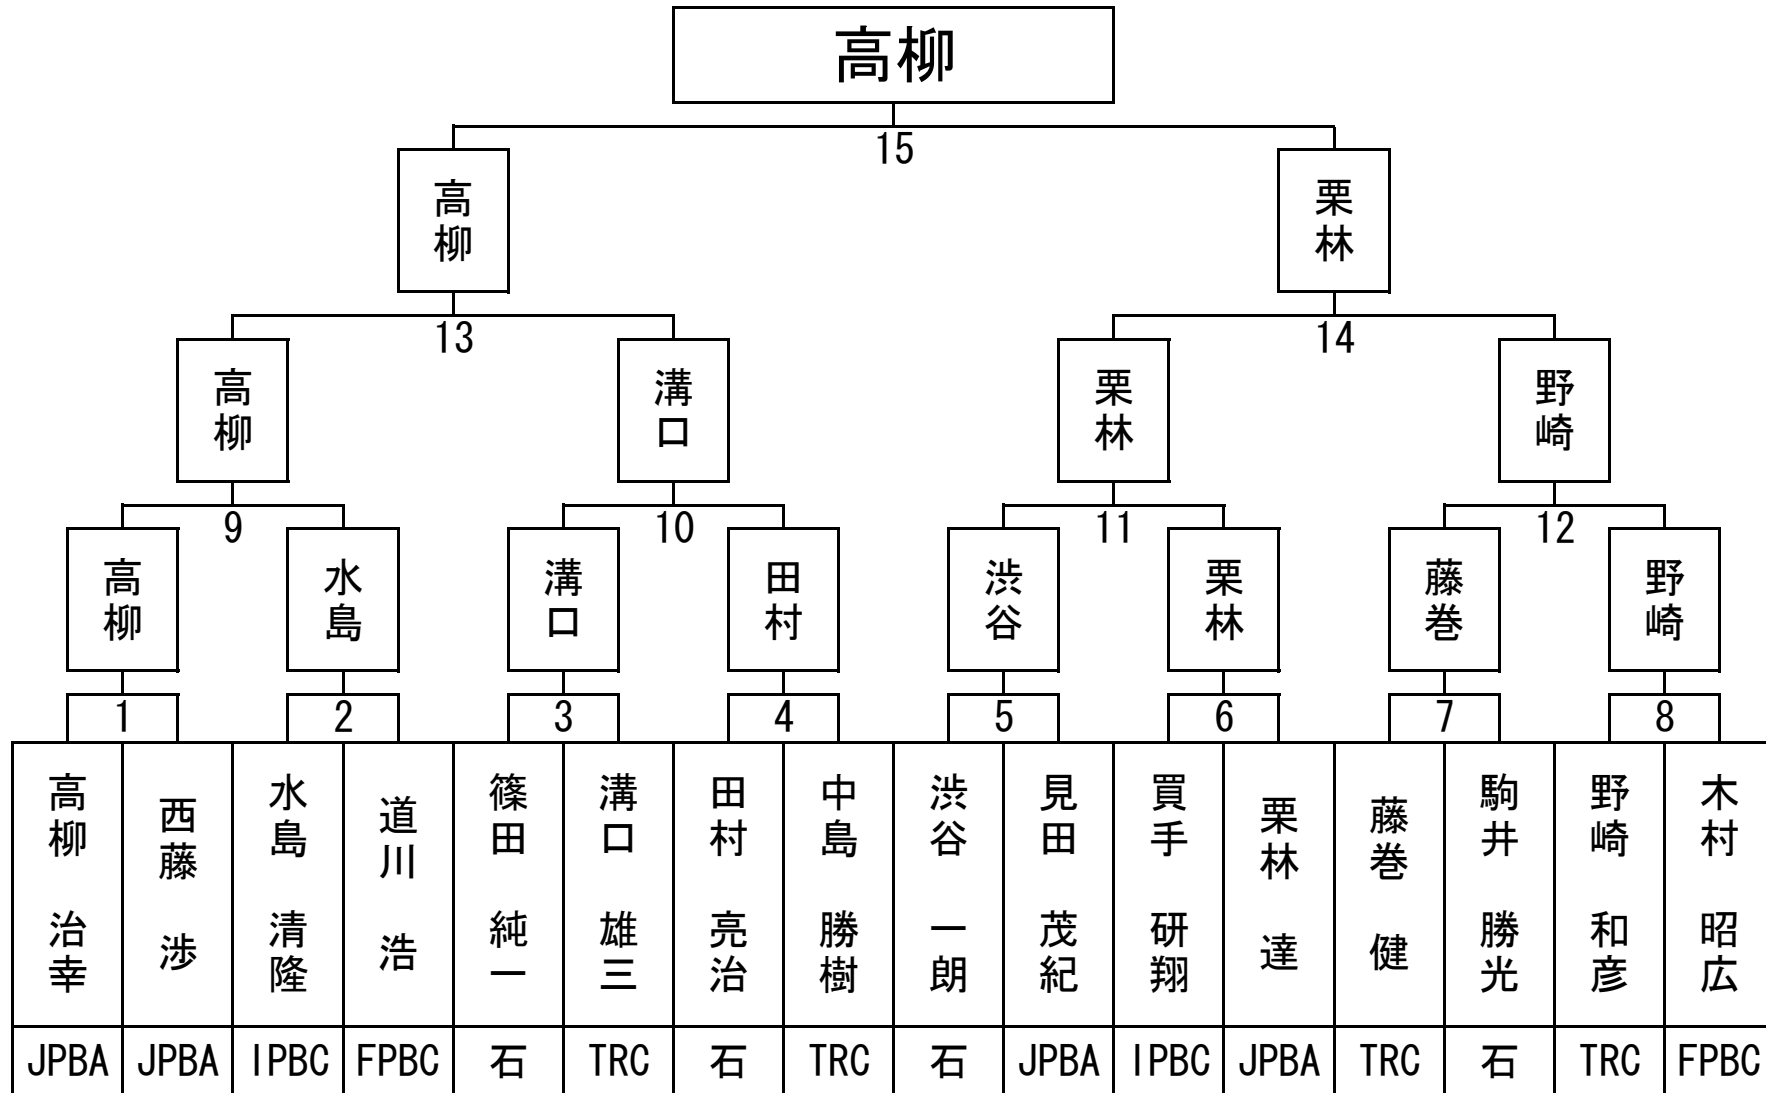 高柳
15
高柳
栗林
13
14
高柳
溝口
栗林
野崎
9
10
11
12
高柳
水島
溝口
田村
渋谷
栗林
藤巻
野崎
1
2
3
4
5
6
7
8
高柳 治幸
西藤 渉
水島 清隆
道川 浩
篠田 純一
溝口 雄三
田村 亮治
中島 勝樹
渋谷 一朗
見田 茂紀
買手 研翔
栗林 達
藤巻 健
駒井 勝光
野崎 和彦
木村 昭広
JPBA
JPBA
IPBC
FPBC
石
TRC
石
TRC
石
JPBA
IPBC
JPBA
TRC
石
TRC
FPBC